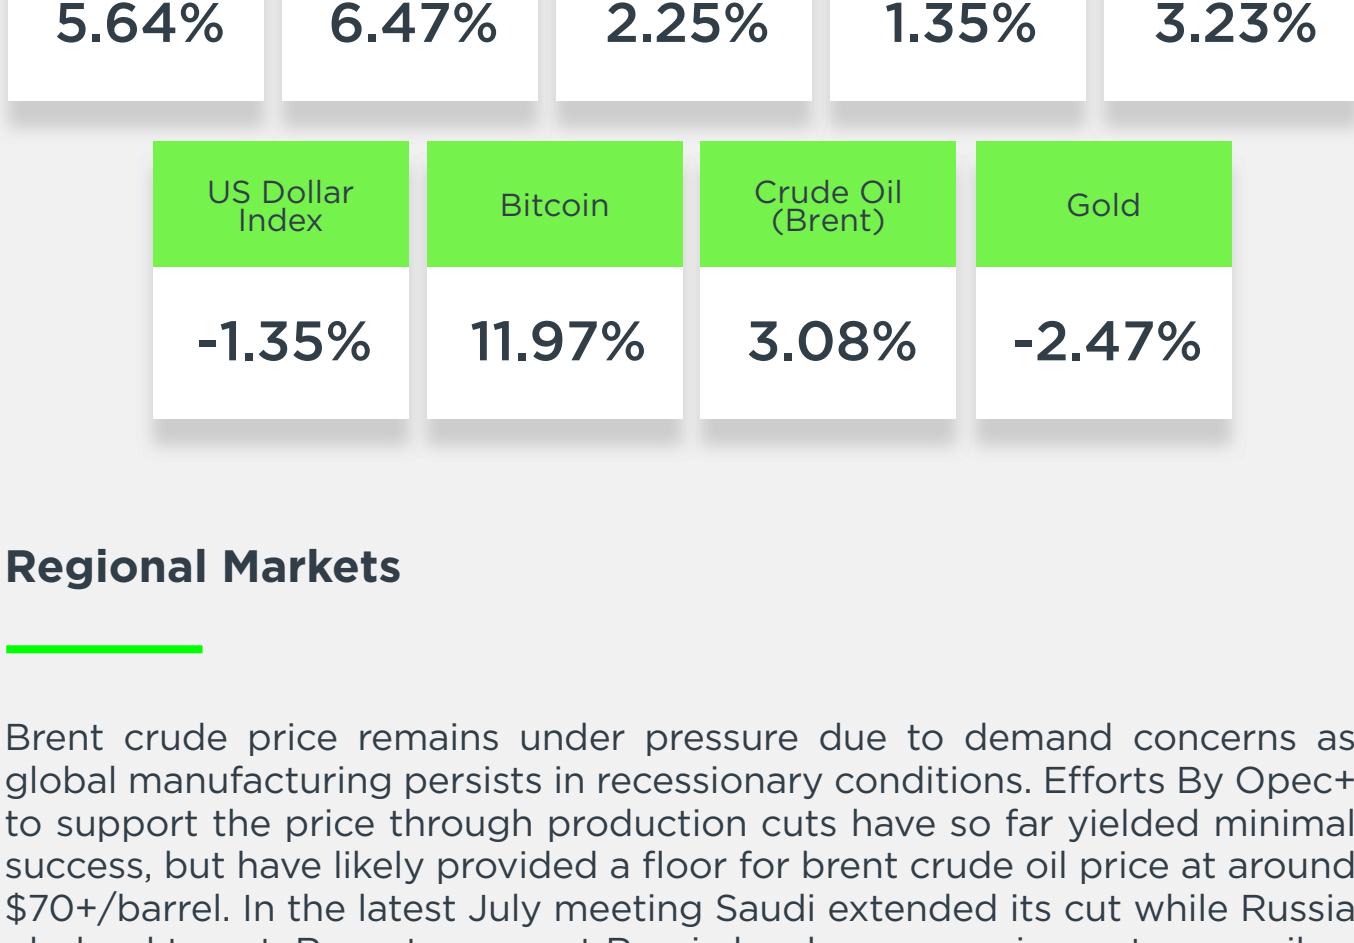 5.64% 6.47% 2.25% 1.35% 3.23%
US Dollar Index
Bitcoin
Crude Oil (Brent)
Gold
-1.35% 11.97% 3.08% -2.47%
Regional Markets
Brent crude price remains under pressure due to demand concerns as
global manufacturing persists in recessionary conditions. Efforts By Opec+
to support the price through production cuts have so far yielded minimal
success, but have likely provided a floor for brent crude oil price at around
$70+/barrel. In the latest July meeting Saudi extended its cut while Russia